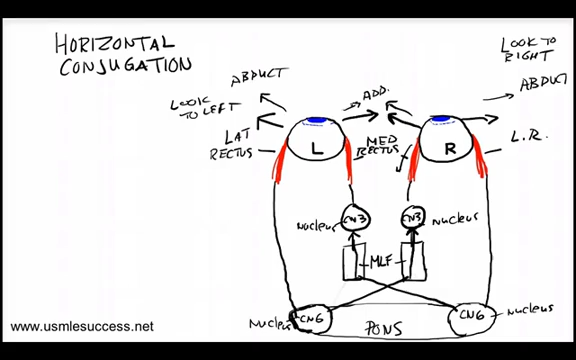 HORIZONTAL
CONJUGATION
LOOK TO
RIGHT
ABDUCT
ABDUCT
ADD.
LOOK
TO LEFT
LAT
RECTUS
MED
RECTUS
L.R.
L
R
Nucleus
CN3
CN3
Nucleus
MLF
Nucleus
CN6
PONS
CN6
Nucleus
www.usmlesuccess.net